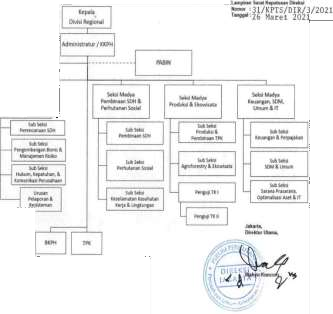 Lampiran Surat Keputusan Direksi
Nomor : 31/KPTS/DIR/3/2021
Tanggal : 26 Maret 2021
Kepala
Divisi Regional
Administratur / KKPH
PABIN
Seksi Madya
Pembinaan SDH &
Perhutanan Sosial
Seksi Madya
Produksi & Ekowisata
Seksi Madya
Keuangan, SDM,
Umum & IT
Sub Seksi
Perencanaan SDH
Sub Seksi
Pengembangan Bisnis &
Manajemen Risiko
Sub Seksi
Hukum, Kepatuhan, &
Komunikasi Perusahaan
Urusan
Pelaporan &
Sub Seksi
Pembinaan SDH
Sub Seksi
Perhutanan Sosial
Sub Seksi
Keselamatan Kesehatan
Kerja & Lingkungan
Sub Seksi
Produksi &
Pembinaan TPK
Sub Seksi
Agroforestry & Ekowisata
Penguji TK I
Penguji TK II
Sub Seksi
Keuangan & Perpajakan
Sub Seksi
SDM & Umum
Sub Seksi
Sarana Prasarana,
Optimalisasi Aset & IT
BKPH
TPK
Jakarta,
Direktur Utama,
DIREKSI
JAKARTA